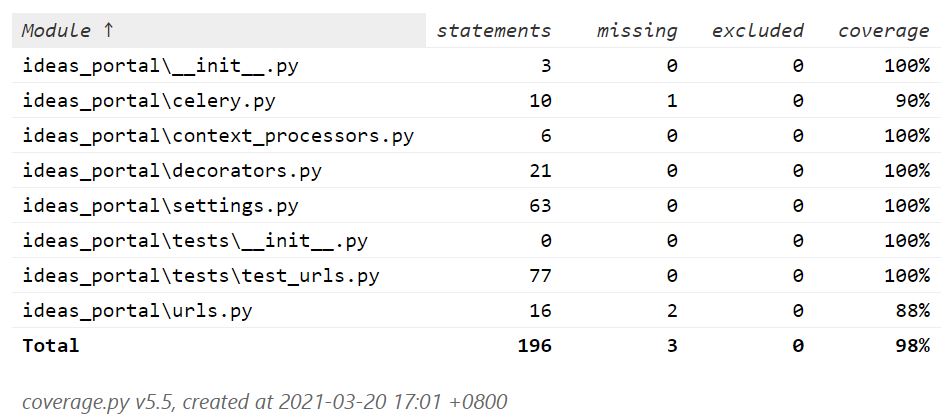 Module ↑ statements missing excluded coverage
ideas_portal\__init__.py 3 0 0 100%
ideas_portal\celery.py 10 1 0 90%
ideas_portal\context_processors.py 6 0 0 100%
ideas_portal\decorators.py 21 0 0 100%
ideas_portal\settings.py 63 0 0 100%
ideas_portal\tests\__init__.py 0 0 0 100%
ideas_portal\tests\test_urls.py 77 0 0 100%
ideas_portal\urls.py 16 2 0 88%
Total 196 3 0 98%
coverage.py v5.5, created at 2021-03-20 17:01 +0800